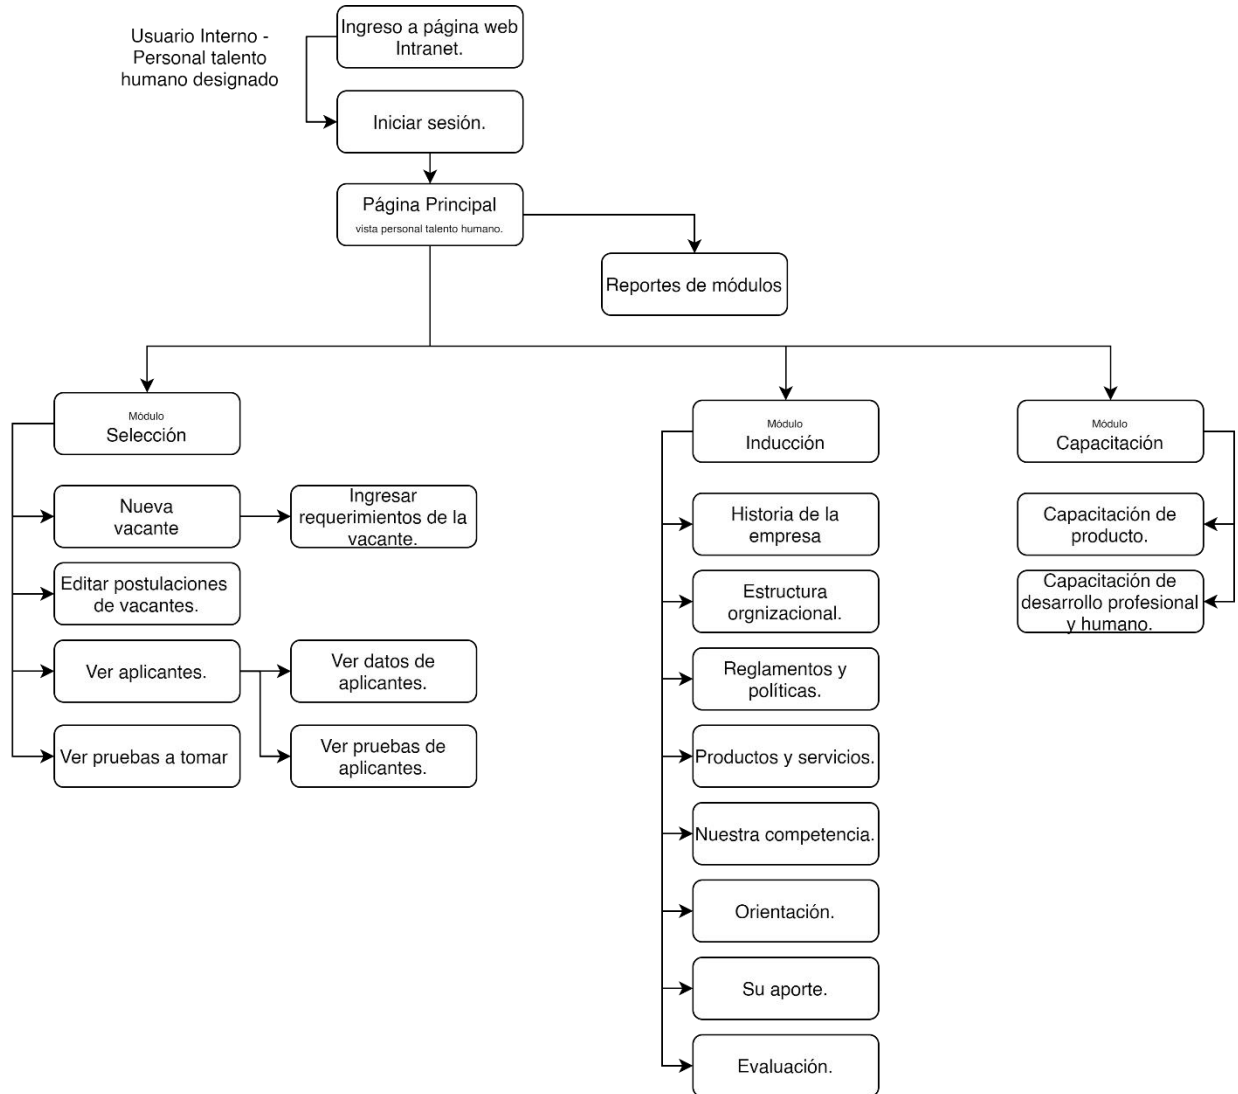 Usuario Interno -
Personal talento
humano designado
Ingreso a página web
Intranet.
Iniciar sesión.
Página Principal
vista personal talento humano.
Reportes de módulos
Módulo
Selección
Nueva
vacante
Ingresar
requerimientos de la
vacante.
Editar postulaciones
de vacantes.
Ver aplicantes.
Ver datos de
aplicantes.
Ver pruebas a tomar
Ver pruebas de
aplicantes.
Módulo
Inducción
Historia de la
empresa
Estructura
orgnizacional.
Reglamentos y
políticas.
Productos y servicios.
Nuestra competencia.
Orientación.
Su aporte.
Evaluación.
Módulo
Capacitación
Capacitación de
producto.
Capacitación de
desarrollo profesional
y humano.